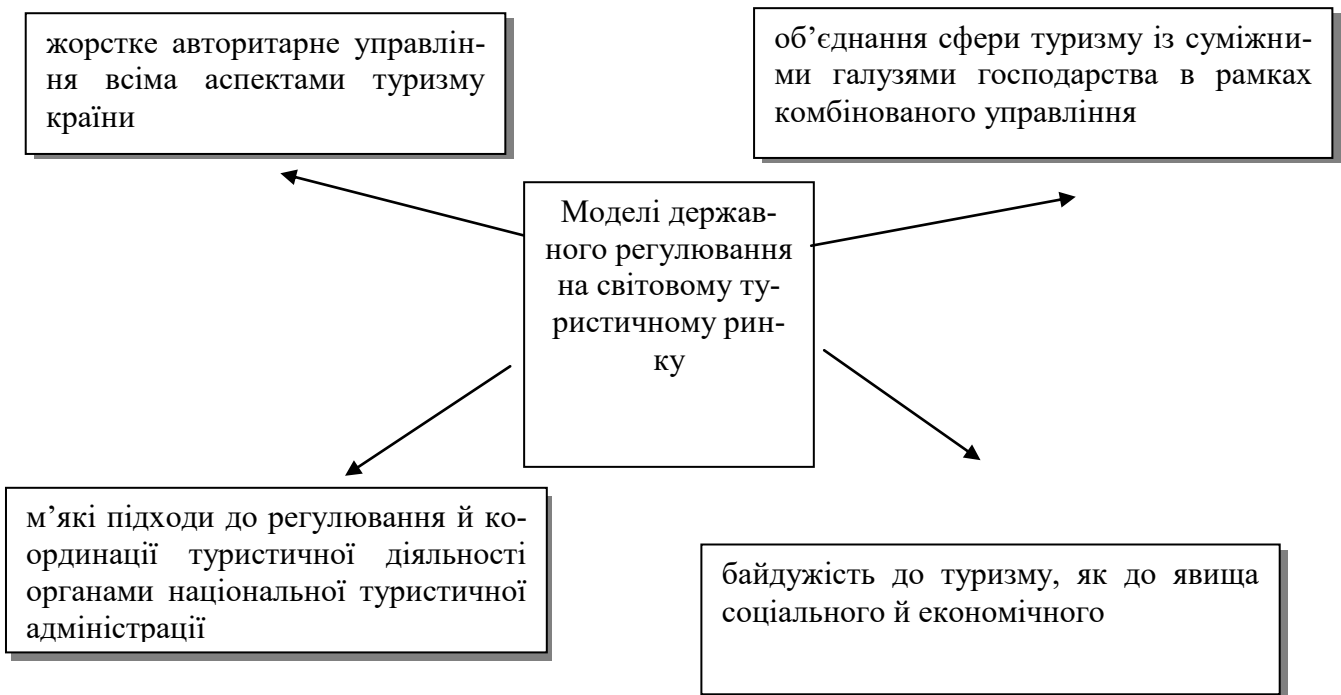 жорстке авторитарне управлін-
ня всіма аспектами туризму
країни
об’єднання сфери туризму із суміжни-
ми галузями господарства в рамках
комбінованого управління
Моделі держав-
ного регулювання
на світовому ту-
ристичному рин-
ку
м’які підходи до регулювання й ко-
ординації туристичної діяльності
органами національної туристичної
адміністрації
байдужість до туризму, як до явища
соціального й економічного